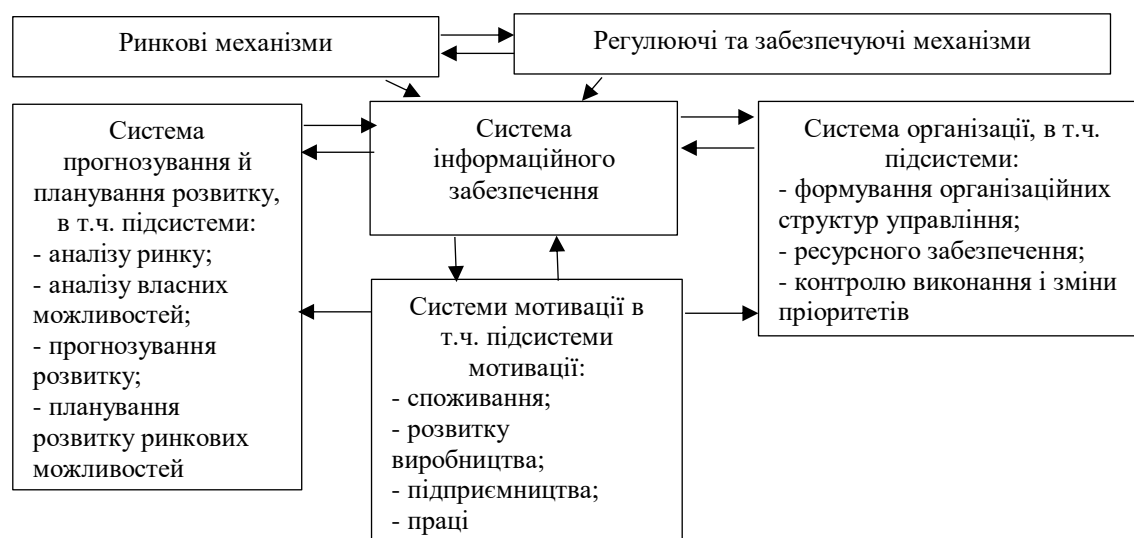 Ринкові механізми
Регулюючі та забезпечуючі механізми
Система
прогнозування й
планування розвитку,
в т.ч. підсистеми:
- аналізу ринку;
- аналізу власних
можливостей;
- прогнозування
розвитку;
- планування
розвитку ринкових
можливостей
Система
інформаційного
забезпечення
Система організації, в т.ч.
підсистеми:
- формування організаційних
структур управління;
- ресурсного забезпечення;
- контролю виконання і зміни
пріоритетів
Системи мотивації в
т.ч. підсистеми
мотивації:
- споживання;
- розвитку
виробництва;
- підприємництва;
- праці